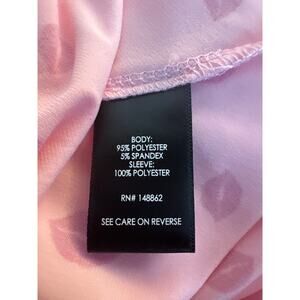 BODY:
95% POLYESTER
5% SPANDEX
SLEEVE:
100% POLYESTER
RN# 148862
SEE CARE ON REVERSE